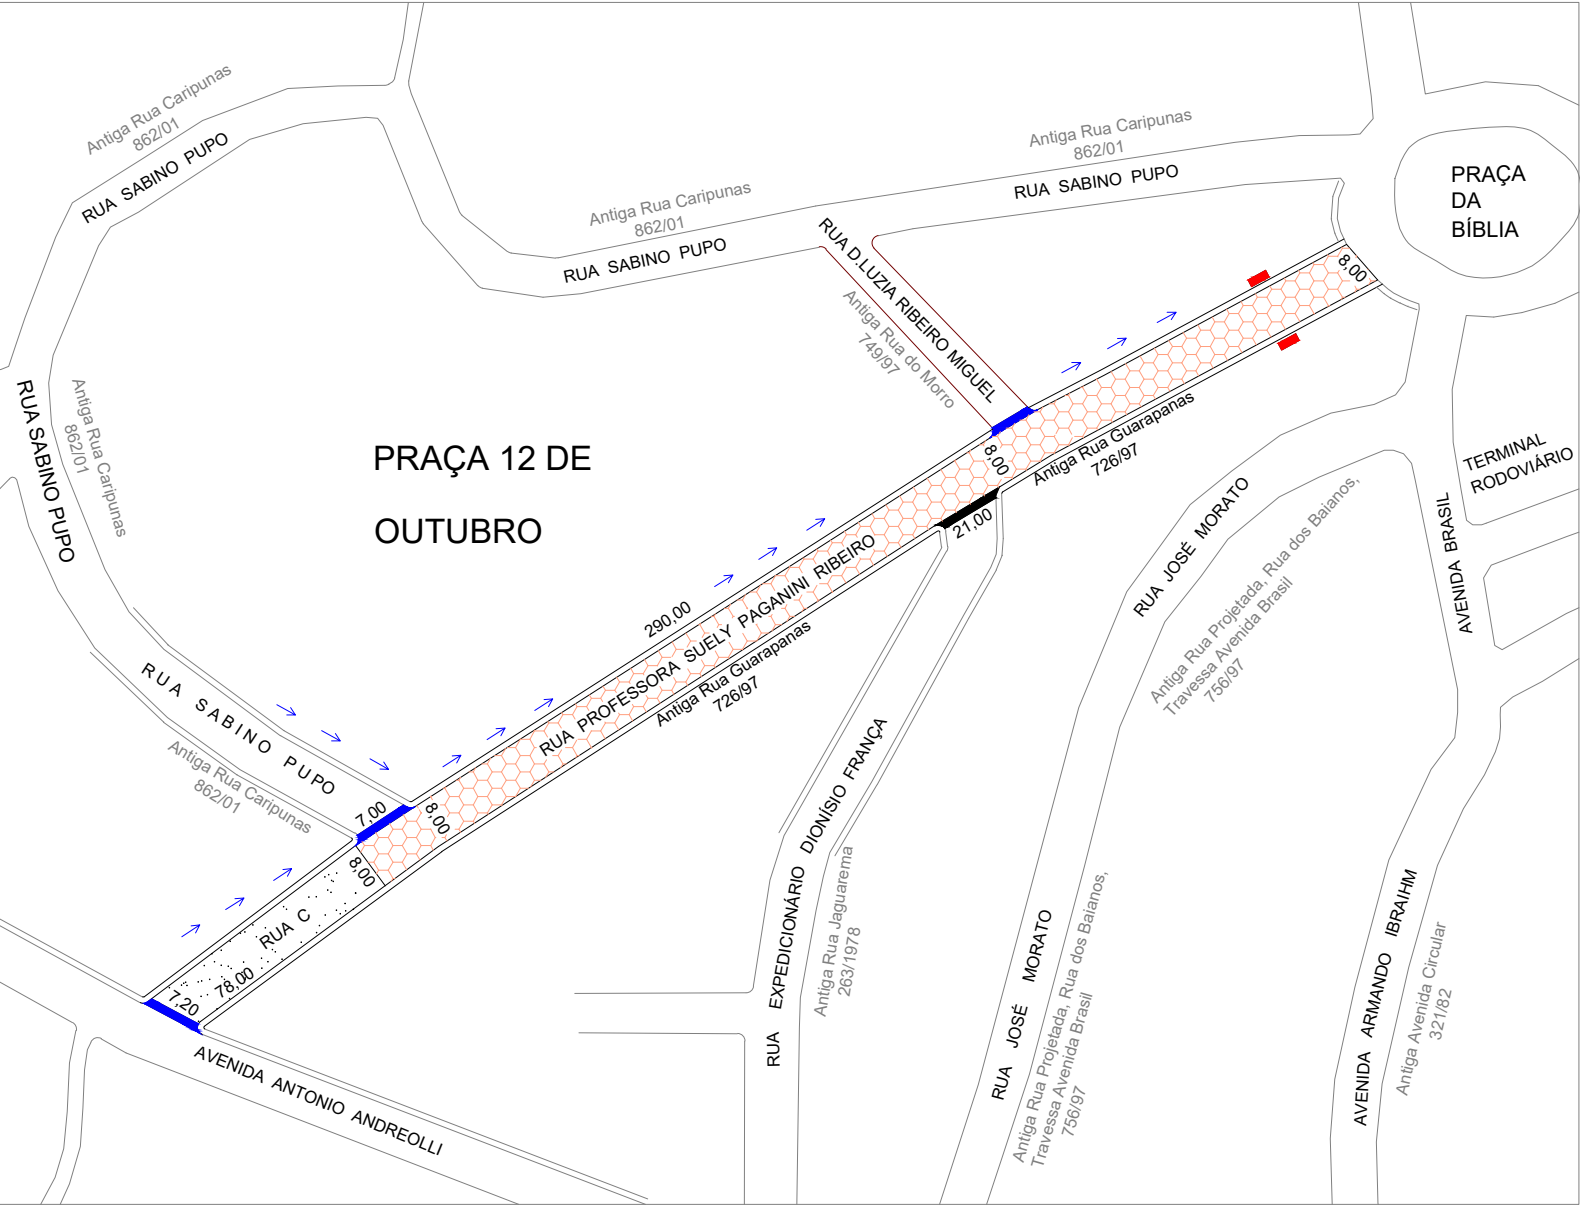 Antiga Rua Caripunas
862/01
RUA SABINO PUPO
Antiga Rua Caripunas
862/01
RUA SABINO PUPO
Antiga Rua Caripunas
862/01
RUA SABINO PUPO
PRAÇA
DA
BÍBLIA
RUA D.LUZIA RIBEIRO MIGUEL
Antiga Rua do Morro
749/97
8,00
RUA SABINO PUPO
Antiga Rua Caripunas
862/01
PRAÇA 12 DE
OUTUBRO
8,00
Antiga Rua Guarapanas
726/97
21,00
TERMINAL
RODOVIÁRIO
AVENIDA BRASIL
RUA JOSÉ MORATO
Antiga Rua Projetada, Rua dos Baianos,
Travessa Avenida Brasil
756/97
290,00
RUA PROFESSORA SUELY PAGANINI RIBEIRO
Antiga Rua Guarapanas
726/97
RUA SABINO PUPO
Antiga Rua Caripunas
862/01
7,00
8,00
8,00
RUA C
78,00
7,20
AVENIDA ANTONIO ANDREOLLI
RUA EXPEDICIONÁRIO DIONÍSIO FRANÇA
Antiga Rua Jaguarema
263/1978
RUA JOSÉ MORATO
Antiga Rua Projetada, Rua dos Baianos,
Travessa Avenida Brasil
756/97
AVENIDA ARMANDO IBRAIHM
Antiga Avenida Circular
321/82